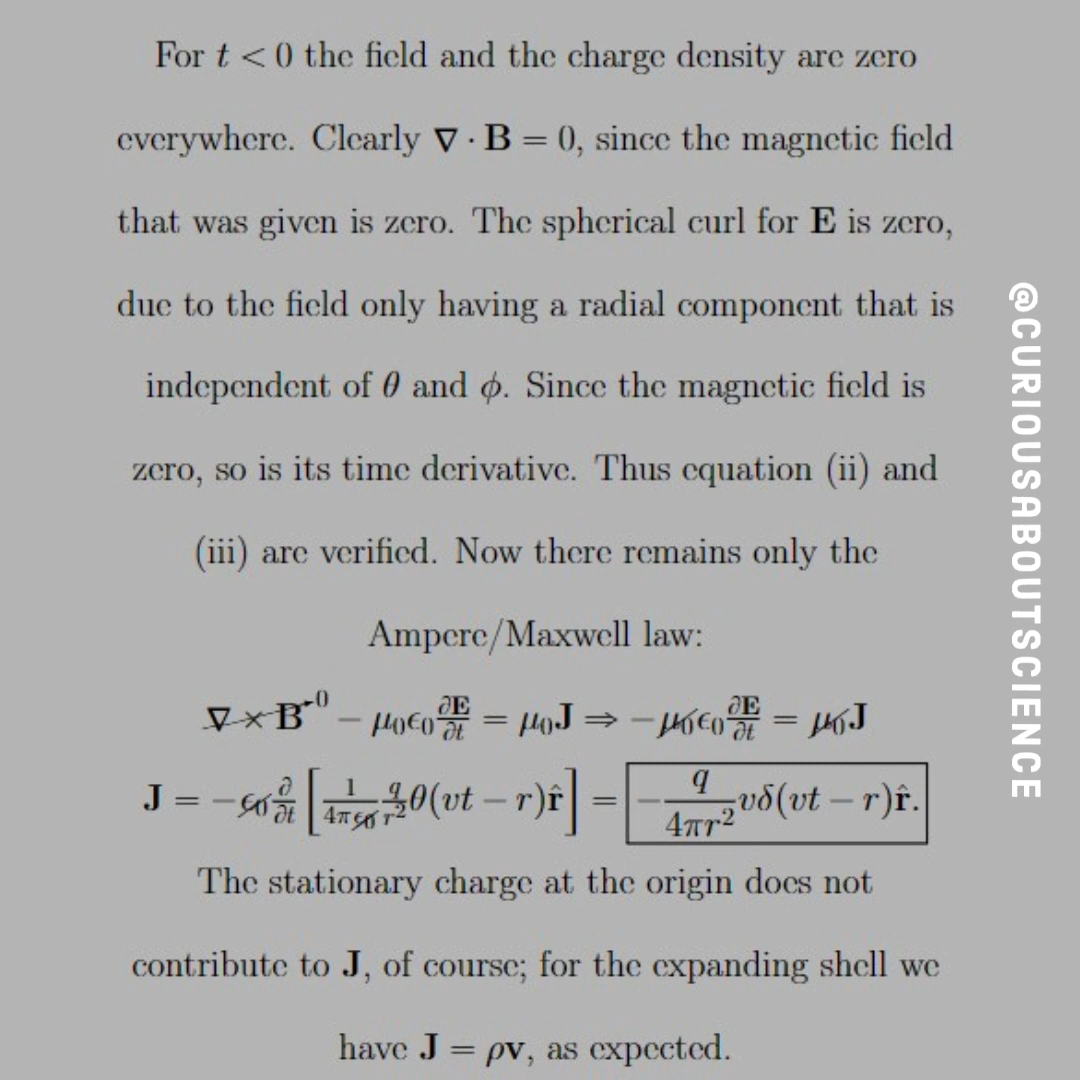 For t < 0 the field and the charge density are zero
everywhere. Clearly ∇ · B = 0, since the magnetic field
that was given is zero. The spherical curl for E is zero,
due to the field only having a radial component that is
independent of θ and ϕ. Since the magnetic field is
zero, so is its time derivative. Thus equation (ii) and
(iii) are verified. Now there remains only the
Ampere/Maxwell law:
∇ × B → 0 − μ₀ϵ₀ ∂E/∂t = μ₀J ⇒ −μ₀ϵ₀ ∂E/∂t = μ₀J
J = −ϵ₀ ∂/∂t [1/4πϵ₀ q/r² θ(vt − r)r̂] = −q/4πr² vδ(vt − r)r̂.
The stationary charge at the origin does not
contribute to J, of course; for the expanding shell we
have J = ρv, as expected.
@CURIOUSABOUTSCIENCE